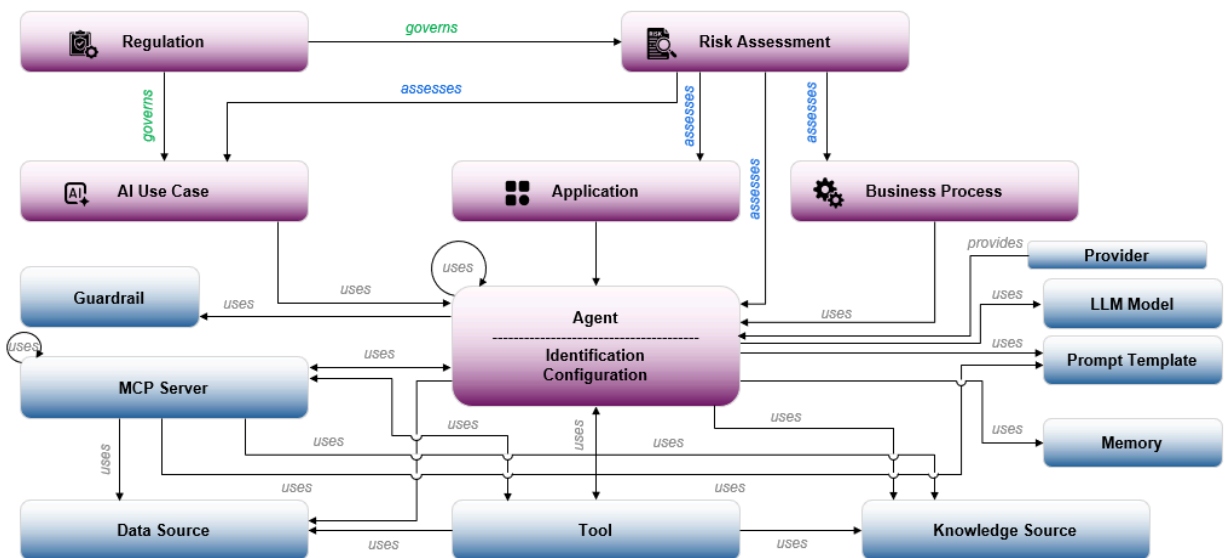 Regulation
governs
RISK
Risk Assessment
governs
assesses
assesses
assesses
assesses
AI
AI Use Case
Application
Business Process
provides
Provider
uses
Guardrail
uses
uses
Agent
Identification
Configuration
uses
uses
LLM Model
uses
Prompt Template
uses
MCP Server
uses
uses
uses
uses
uses
uses
uses
Memory
uses
uses
Data Source
Tool
Knowledge Source
uses
uses